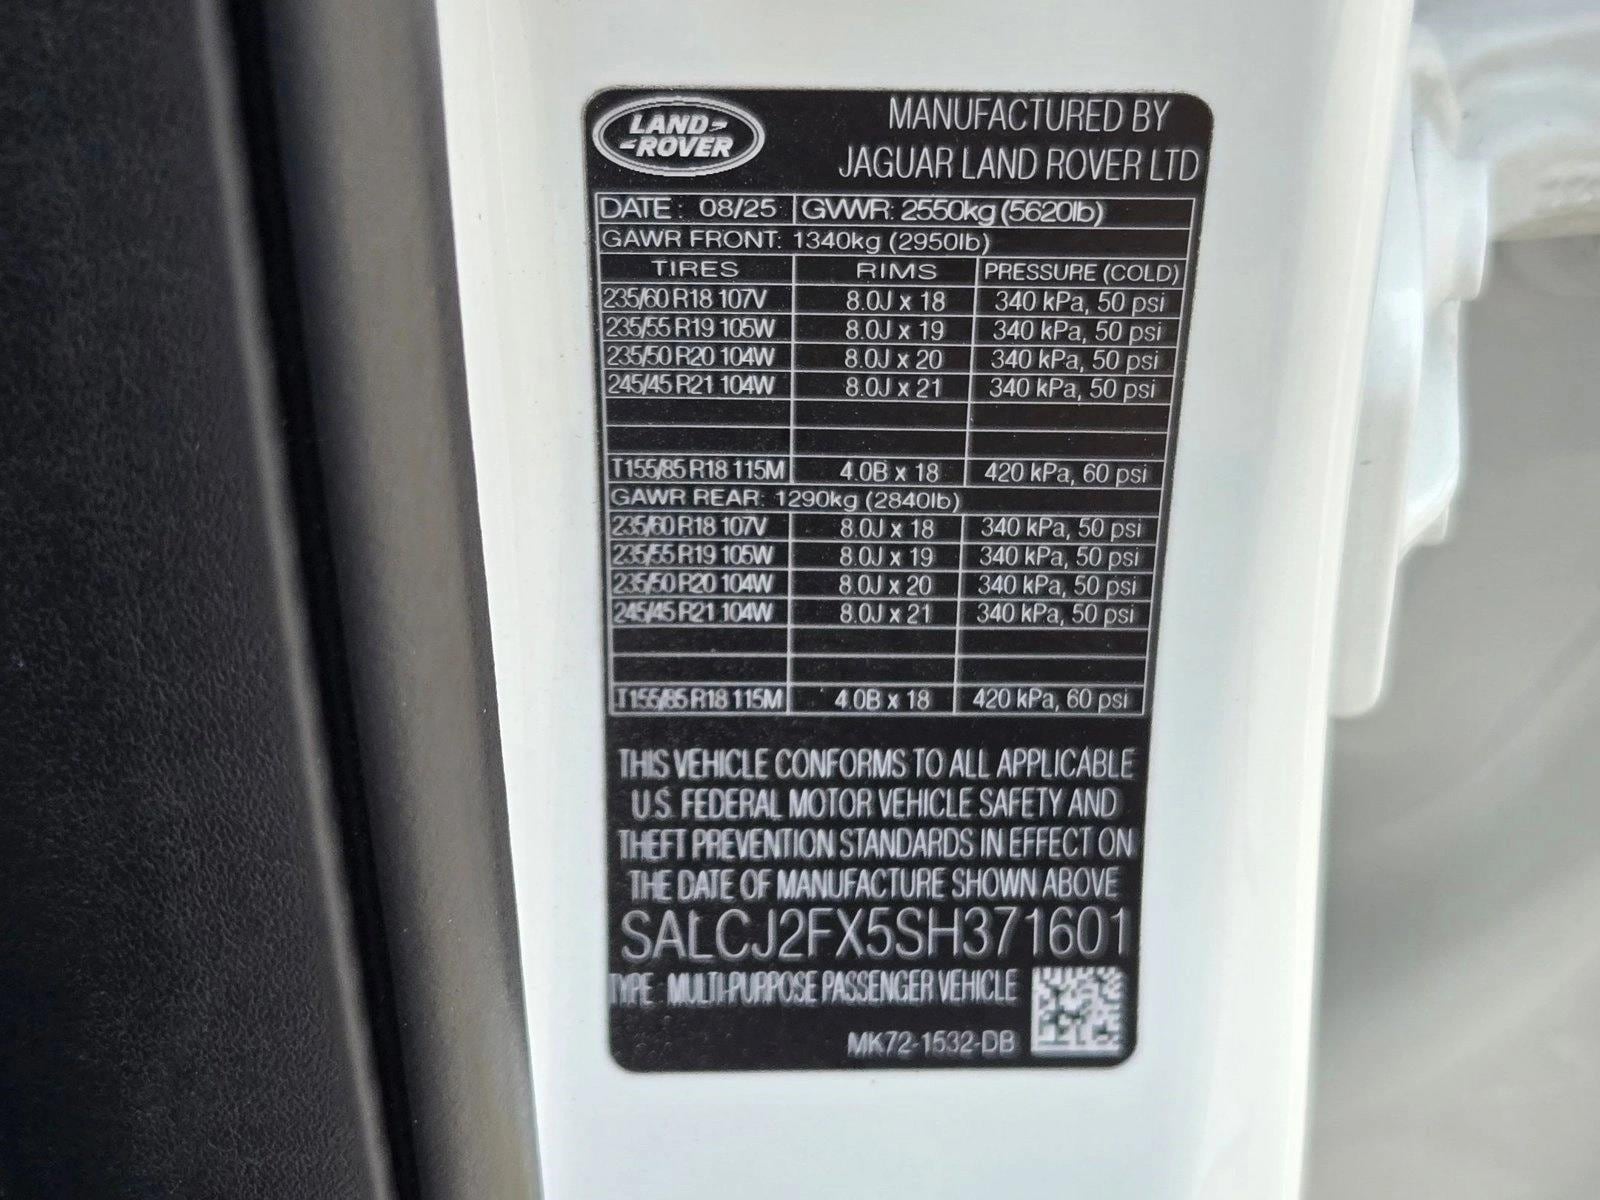 LAND-
-ROVER
MANUFACTURED BY
JAGUAR LAND ROVER LTD
DATE : 08/25 GVWR: 2550kg (5620lb)
GAWR FRONT: 1340kg (2950lb)
TIRES RIMS PRESSURE (COLD)
235/60 R18 107V 8.0J x 18 340 kPa, 50 psi
235/55 R19 105W 8.0J x 19 340 kPa, 50 psi
235/50 R20 104W 8.0J x 20 340 kPa, 50 psi
245/45 R21 104W 8.0J x 21 340 kPa, 50 psi
T155/85 R18 115M 4.0B x 18 420 kPa, 60 psi
GAWR REAR: 1290kg (2840lb)
235/60 R18 107V 8.0J x 18 340 kPa, 50 psi
235/55 R19 105W 8.0J x 19 340 kPa, 50 psi
235/50 R20 104W 8.0J x 20 340 kPa, 50 psi
245/45 R21 104W 8.0J x 21 340 kPa, 50 psi
T155/85 R18 115M 4.0B x 18 420 kPa, 60 psi
THIS VEHICLE CONFORMS TO ALL APPLICABLE
U.S. FEDERAL MOTOR VEHICLE SAFETY AND
THEFT PREVENTION STANDARDS IN EFFECT ON
THE DATE OF MANUFACTURE SHOWN ABOVE
SALCJ2FX5SH371601
TYPE : MULTI-PURPOSE PASSENGER VEHICLE
MK72-1532-DB